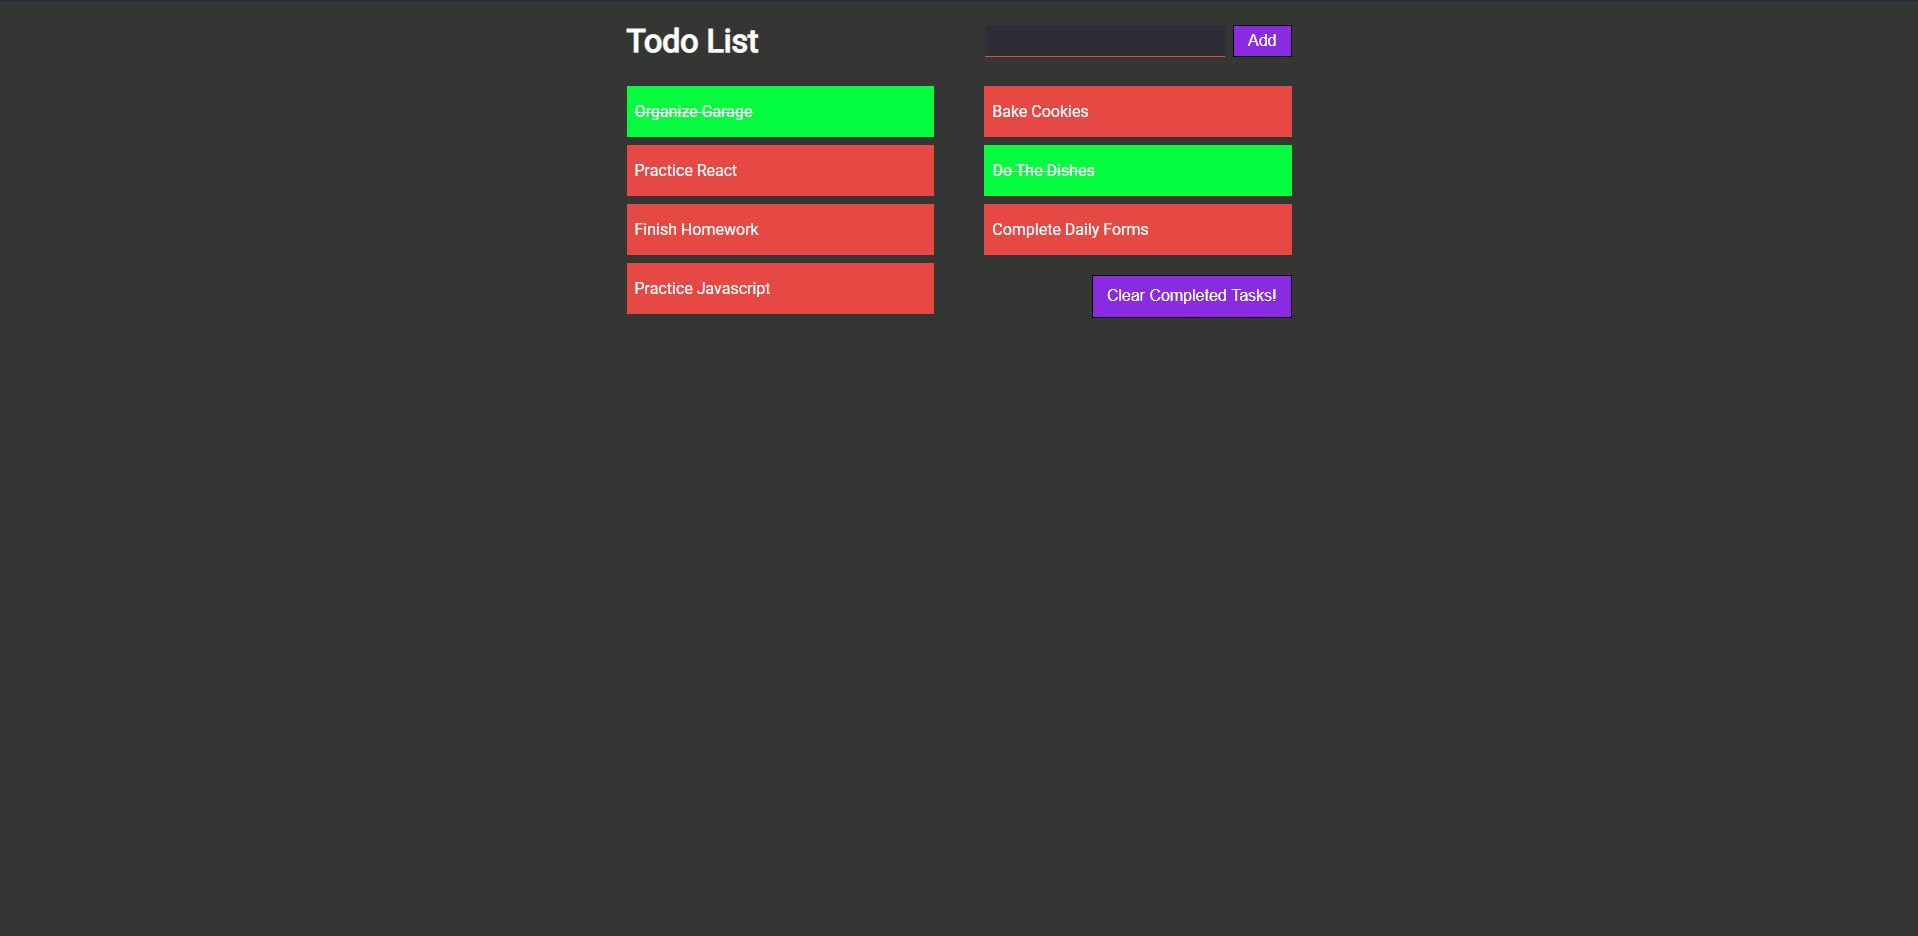 Todo List
Add
Organize Garage
Bake Cookies
Practice React
Do The Dishes
Finish Homework
Complete Daily Forms
Practice Javascript
Clear Completed Tasks!